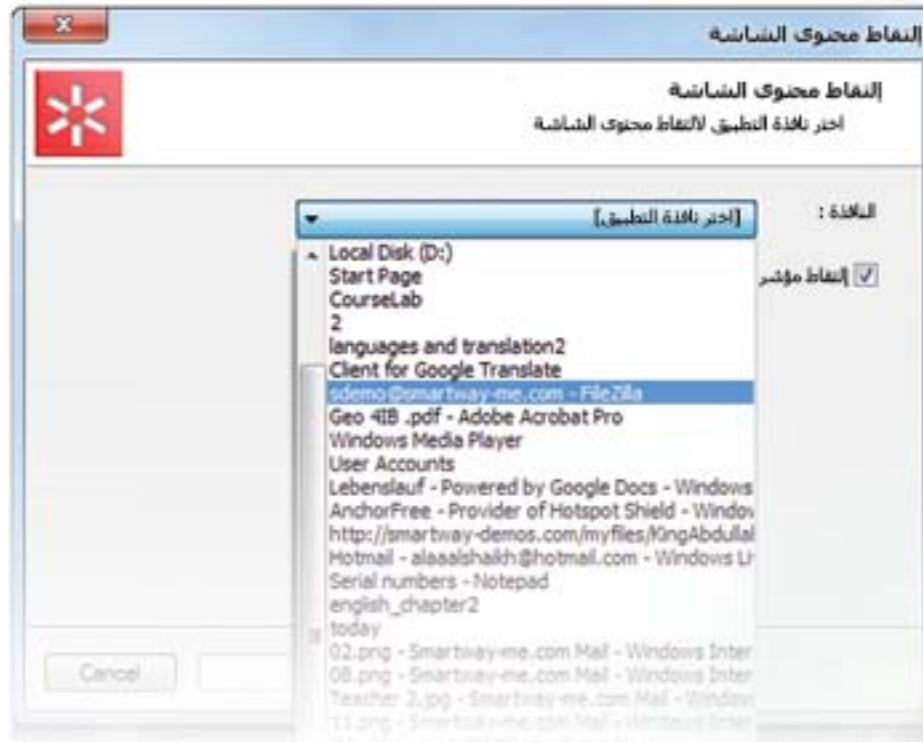 إلتقاط محتوى الشاشة
إلتقاط محتوى الشاشة
اختر نافذة التطبيق لالتقاط محتوى الشاشة
النافذة :
[اختر نافذة التطبيق]
إلتقاط مؤشر
Local Disk (D:)
Start Page
CourseLab
2
languages and translation2
Client for Google Translate
sdemo@smartway-me.com - FileZilla
Geo 4IB .pdf - Adobe Acrobat Pro
Windows Media Player
User Accounts
Lebenslauf - Powered by Google Docs - Windows
AnchorFree - Provider of Hotspot Shield - Window
http://smartway-demos.com/myfiles/KingAbdullal
Hotmail - alaaalshaikh@hotmail.com - Windows Li
Serial numbers - Notepad
english_chapter2
today
02.png - Smartway-me.com Mail - Windows Inter
08.png - Smartway-me.com Mail - Windows Inter
Teacher 2.jpg - Smartway-me.com Mail - Window
11.png - Smartway-me.com Mail - Windows Inter
Cancel